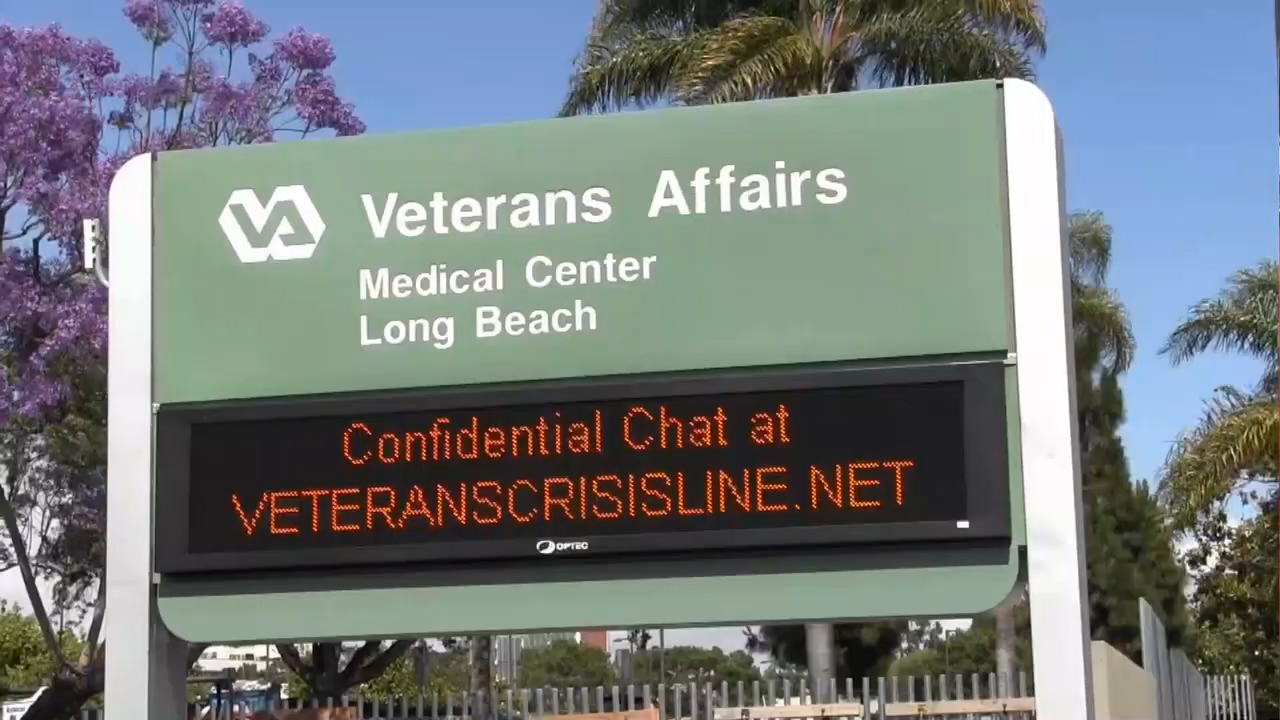 VA
Veterans Affairs
Medical Center
Long Beach
Confidential Chat at
VETERANSCRISISLINE.NET
OPTEC